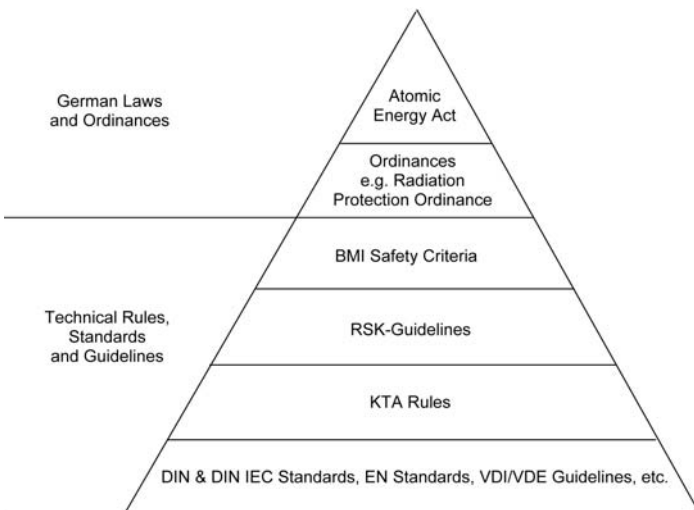 German Laws
and Ordinances
Atomic
Energy Act
Ordinances
e.g. Radiation
Protection Ordinance
BMI Safety Criteria
Technical Rules,
Standards
and Guidelines
RSK-Guidelines
KTA Rules
DIN & DIN IEC Standards, EN Standards, VDI/VDE Guidelines, etc.